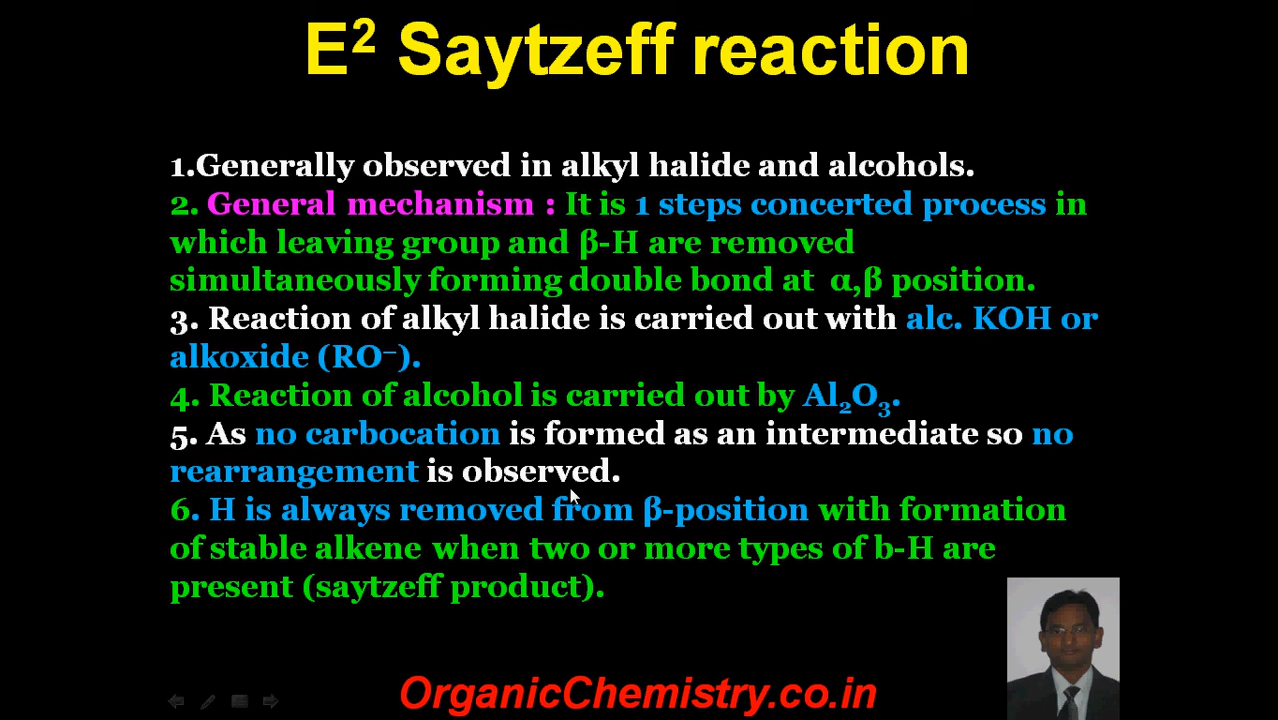 E² Saytzeff reaction
1.Generally observed in alkyl halide and alcohols.
2. General mechanism : It is 1 steps concerted process in
which leaving group and β-H are removed
simultaneously forming double bond at α,β position.
3. Reaction of alkyl halide is carried out with alc. KOH or
alkoxide (RO⁻).
4. Reaction of alcohol is carried out by Al₂O₃.
5. As no carbocation is formed as an intermediate so no
rearrangement is observed.
6. H is always removed from β-position with formation
of stable alkene when two or more types of b-H are
present (saytzeff product).
OrganicChemistry.co.in